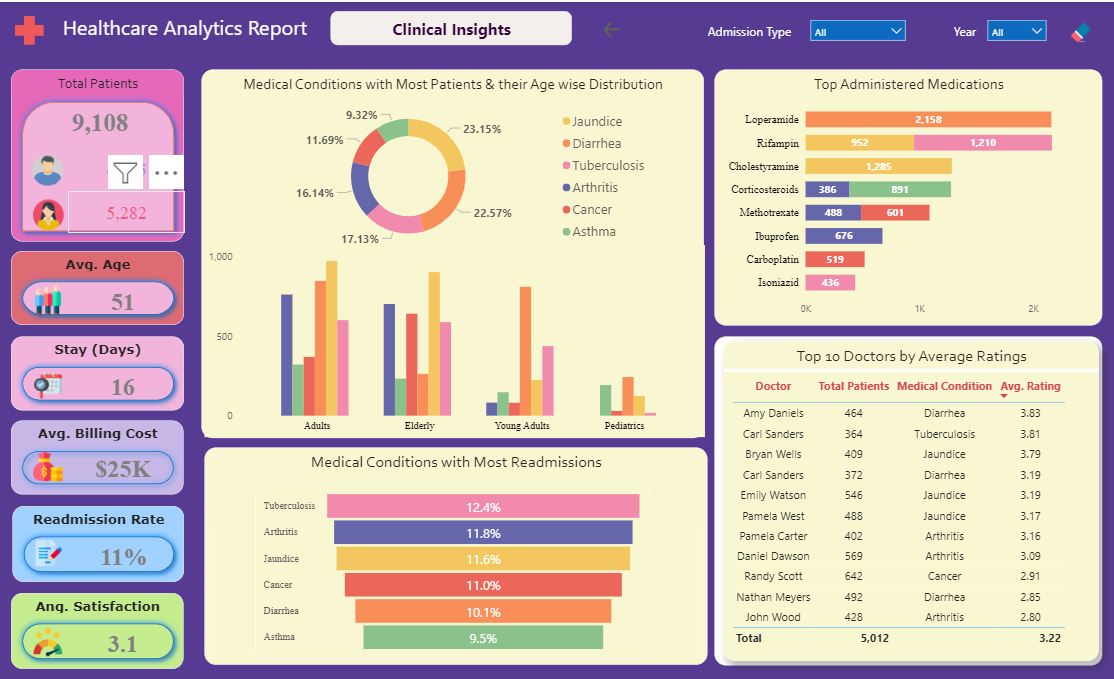 Healthcare Analytics Report
Clinical Insights
Admission Type
All
Year
All
Total Patients
9,108
5,282
Avg. Age
51
Stay (Days)
16
Avg. Billing Cost
$25K
Readmission Rate
11%
Ang. Satisfaction
3.1
Medical Conditions with Most Patients & their Age wise Distribution
9.32%
23.15%
11.69%
16.14%
22.57%
17.13%
Jaundice
Diarrhea
Tuberculosis
Arthritis
Cancer
Asthma
1,000
500
0
Adults Elderly Young Adults Pediatrics
Medical Conditions with Most Readmissions
Tuberculosis 12.4%
Arthritis 11.8%
Jaundice 11.6%
Cancer 11.0%
Diarrhea 10.1%
Asthma 9.5%
Top Administered Medications
Loperamide 2,158
Rifampin 952 1,210
Cholestyramine 1,285
Corticosteroids 386 891
Methotrexate 488 601
Ibuprofen 676
Carboplatin 519
Isoniazid 436
0K 1K 2K
Top 10 Doctors by Average Ratings
Doctor Total Patients Medical Condition Avg. Rating
Amy Daniels 464 Diarrhea 3.83
Carl Sanders 364 Tuberculosis 3.81
Bryan Wells 409 Jaundice 3.79
Carl Sanders 372 Diarrhea 3.19
Emily Watson 546 Jaundice 3.19
Pamela West 488 Jaundice 3.17
Pamela Carter 402 Arthritis 3.16
Daniel Dawson 569 Arthritis 3.09
Randy Scott 642 Cancer 2.91
Nathan Meyers 492 Diarrhea 2.85
John Wood 428 Arthritis 2.80
Total 5,012 3.22